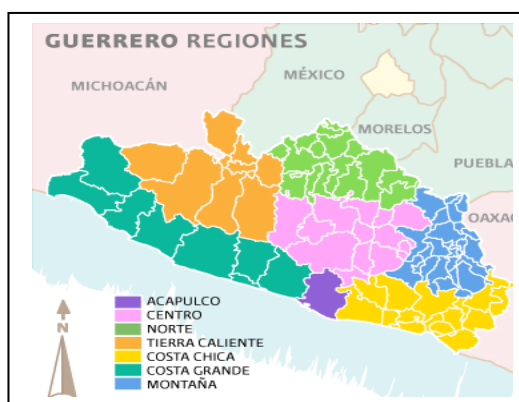 GUERRERO REGIONES
MÉXICO
MICHOACÁN
MORELOS
PUEBLA
OAXAC
ACAPULCO
CENTRO
NORTE
TIERRA CALIENTE
COSTA CHICA
COSTA GRANDE
MONTAÑA
N